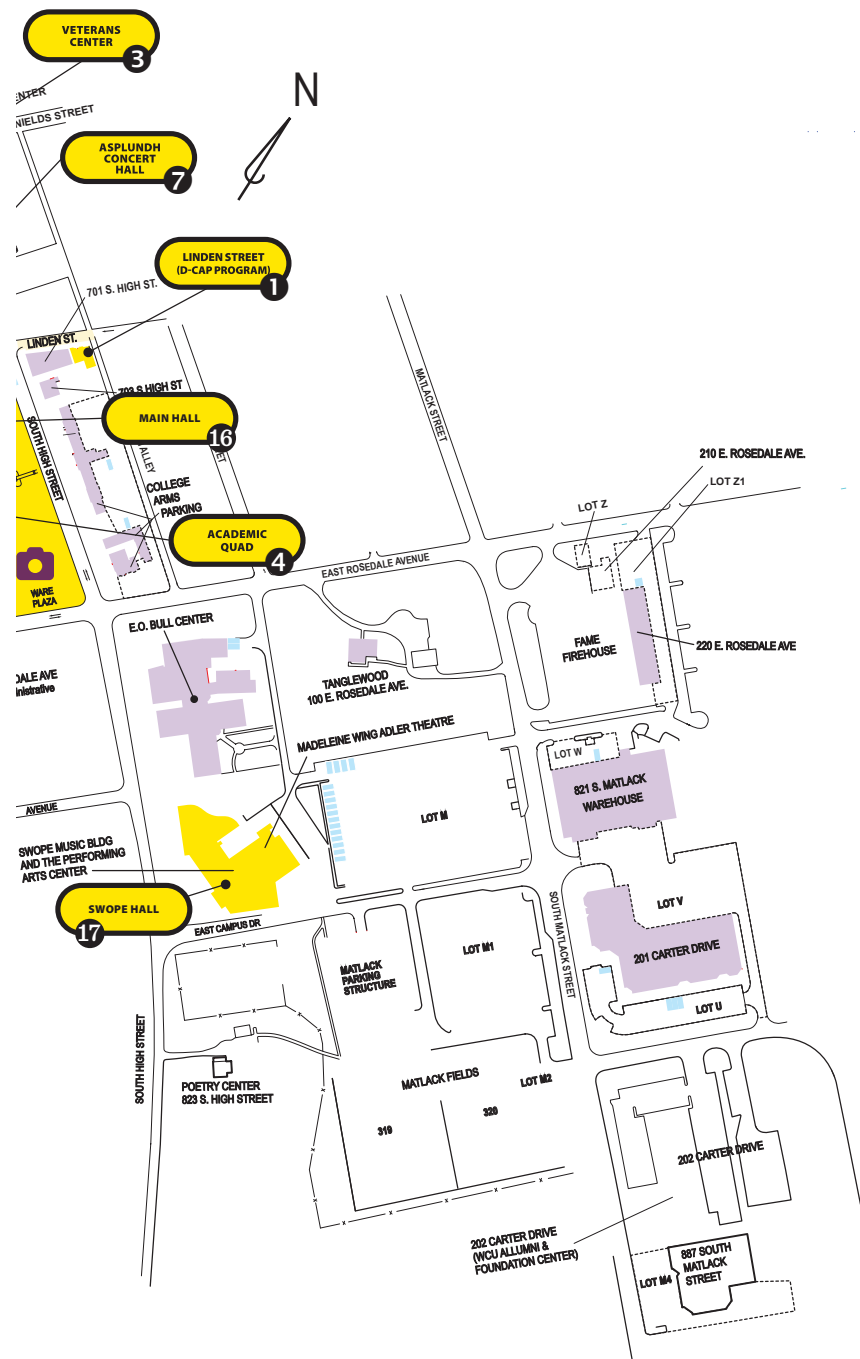 VETERANS
CENTER
3
N
NIELDS STREET
ASPLUNDH
CONCERT
HALL
7
LINDEN STREET
(D-CAP PROGRAM)
1
701 S. HIGH ST.
LINDEN ST.
703 S HIGH ST
MAIN HALL
16
MATLACK STREET
SOUTH HIGH STREET
ALLEY
COLLEGE
ARMS
PARKING
210 E. ROSEDALE AVE.
LOT Z1
LOT Z
ACADEMIC
QUAD
4
EAST ROSEDALE AVENUE
WARE
PLAZA
E.O. BULL CENTER
FAME
FIREHOUSE
220 E. ROSEDALE AVE
TANGLEWOOD
100 E. ROSEDALE AVE.
MADELEINE WING ADLER THEATRE
LOT W
821 S. MATLACK
WAREHOUSE
AVENUE
LOT M
SWOPE MUSIC BLDG
AND THE PERFORMING
ARTS CENTER
SWOPE HALL
17
EAST CAMPUS DR
LOT V
SOUTH MATLACK STREET
201 CARTER DRIVE
LOT M1
MATLACK
PARKING
STRUCTURE
LOT U
SOUTH HIGH STREET
POETRY CENTER
823 S. HIGH STREET
MATLACK FIELDS
LOT M2
319
320
202 CARTER DRIVE
202 CARTER DRIVE
(WCU ALLUMNI &
FOUNDATION CENTER)
887 SOUTH
MATLACK
STREET
LOT M4